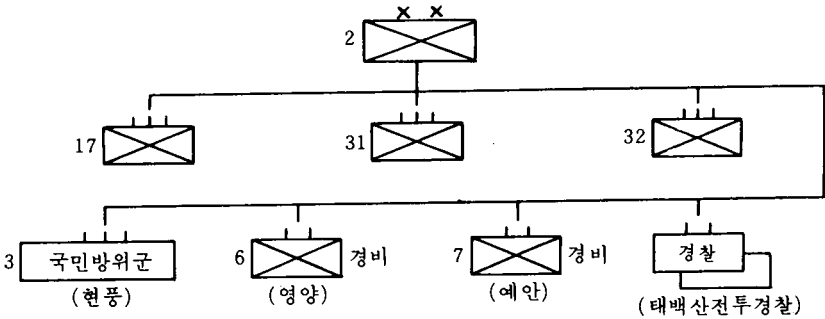 2
17
31
32
3 국민방위군
(현풍)
6 경비
(영양)
7 경비
(예안)
경찰
(태백산전투경찰)